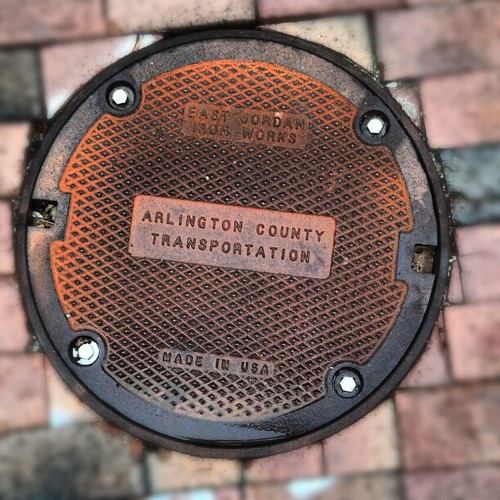 EAST JORDAN
IRON WORKS
ARLINGTON COUNTY
TRANSPORTATION
MADE IN USA